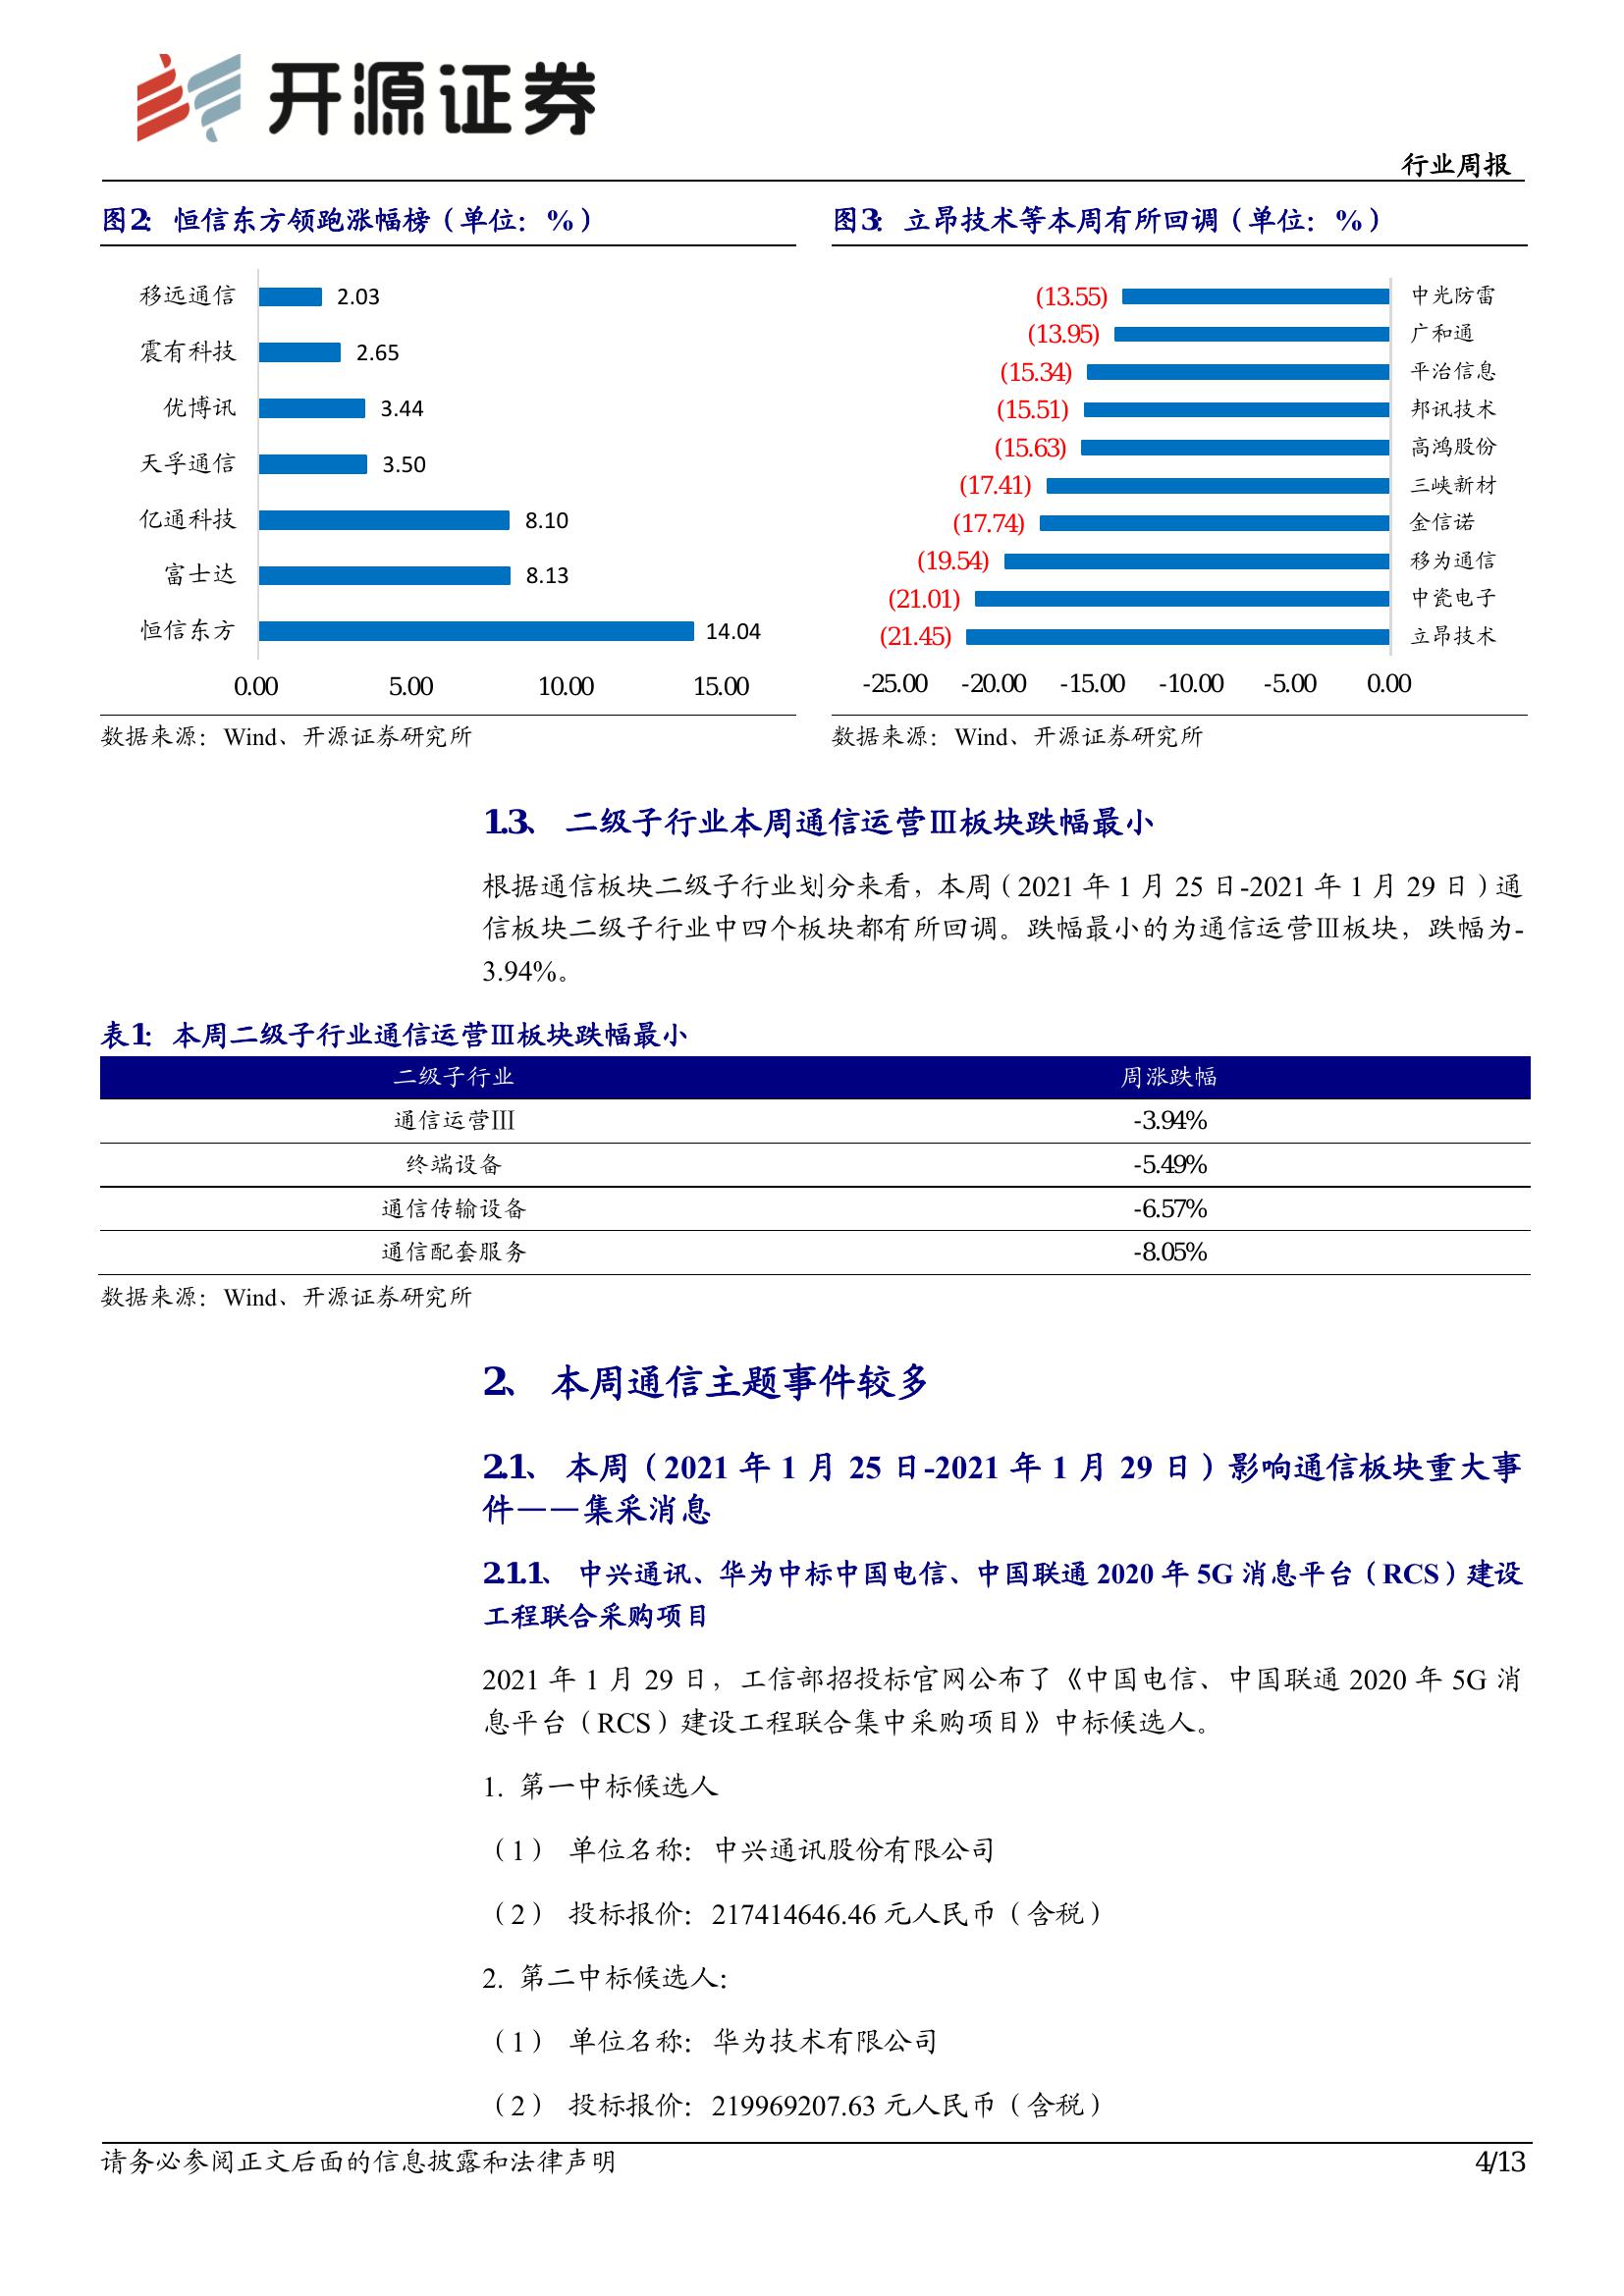 开源证券
行业周报
图2： 恒信东方领跑涨幅榜（单位：%）
移远通信 2.03
震有科技 2.65
优博讯 3.44
天孚通信 3.50
亿通科技 8.10
富士达 8.13
恒信东方 14.04
0.00 5.00 10.00 15.00
数据来源：Wind、开源证券研究所
图3： 立昂技术等本周有所回调（单位：%）
(13.55) 中光防雷
(13.95) 广和通
(15.34) 平治信息
(15.51) 邦讯技术
(15.63) 高鸿股份
(17.41) 三峡新材
(17.74) 金信诺
(19.54) 移为通信
(21.01) 中瓷电子
(21.45) 立昂技术
-25.00 -20.00 -15.00 -10.00 -5.00 0.00
数据来源：Wind、开源证券研究所
1.3、 二级子行业本周通信运营Ⅲ板块跌幅最小
根据通信板块二级子行业划分来看，本周（2021 年 1 月 25 日-2021 年 1 月 29 日）通
信板块二级子行业中四个板块都有所回调。跌幅最小的为通信运营Ⅲ板块，跌幅为-
3.94%。
表1： 本周二级子行业通信运营Ⅲ板块跌幅最小
二级子行业 周涨跌幅
通信运营Ⅲ -3.94%
终端设备 -5.49%
通信传输设备 -6.57%
通信配套服务 -8.05%
数据来源：Wind、开源证券研究所
2、 本周通信主题事件较多
2.1、 本周（2021 年 1 月 25 日-2021 年 1 月 29 日）影响通信板块重大事
件——集采消息
2.1.1、 中兴通讯、华为中标中国电信、中国联通 2020 年 5G 消息平台（RCS）建设
工程联合采购项目
2021 年 1 月 29 日，工信部招投标官网公布了《中国电信、中国联通 2020 年 5G 消
息平台（RCS）建设工程联合集中采购项目》中标候选人。
1. 第一中标候选人
（1） 单位名称：中兴通讯股份有限公司
（2） 投标报价：217414646.46 元人民币（含税）
2. 第二中标候选人：
（1） 单位名称：华为技术有限公司
（2） 投标报价：219969207.63 元人民币（含税）
请务必参阅正文后面的信息披露和法律声明 4/13